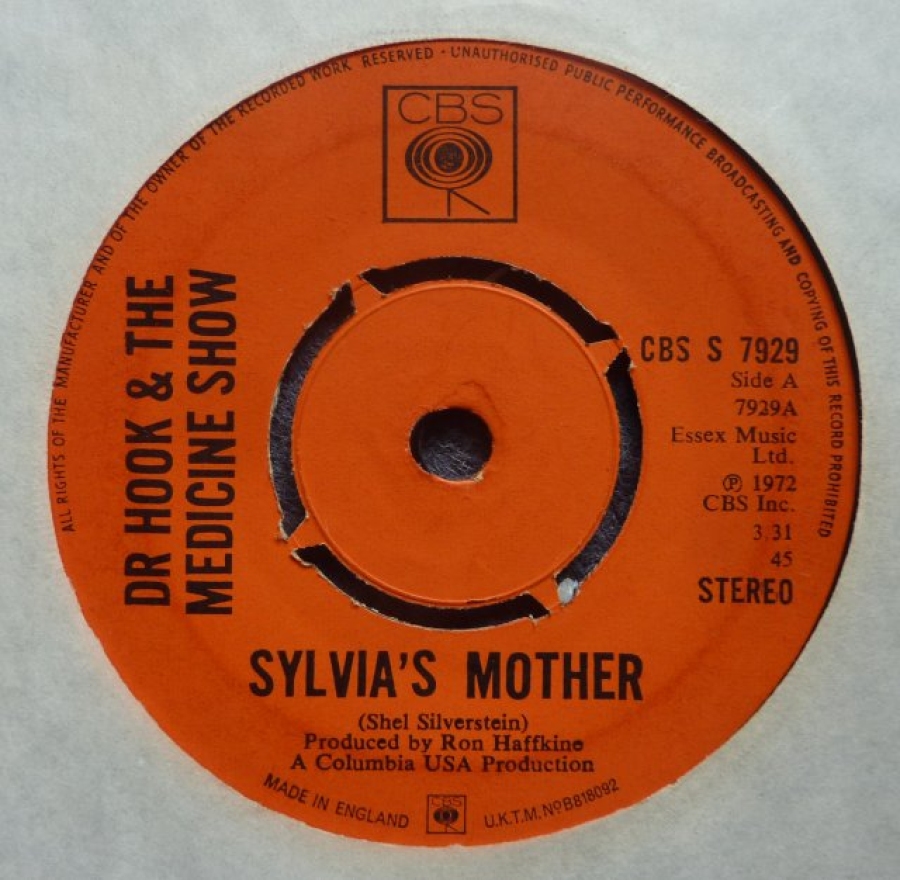 ALL RIGHTS OF THE MANUFACTURER AND OF THE OWNER OF THE RECORDED WORK RESERVED · UNAUTHORISED PUBLIC PERFORMANCE BROADCASTING AND COPYING OF THIS RECORD PROHIBITED
CBS
DR HOOK & THE
MEDICINE SHOW
CBS S 7929
Side A
7929A
Essex Music
Ltd.
℗ 1972
CBS Inc.
3.31
45
STEREO
SYLVIA'S MOTHER
(Shel Silverstein)
Produced by Ron Haffkine
A Columbia USA Production
MADE IN ENGLAND
CBS
U.K.T.M. NºB818092